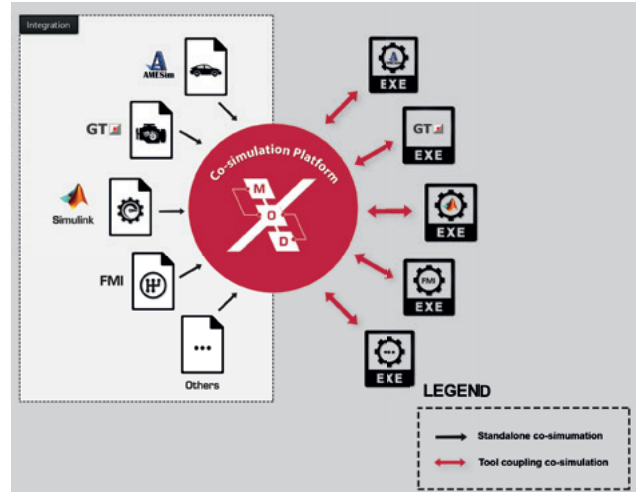 Integration
AMESim
GT
Simulink
FMI
Others
Co-simulation Platform
M
O
D
EXE
GT
EXE
EXE
FMI
EXE
EXE
LEGEND
Standalone co-simumation
Tool coupling co-simulation